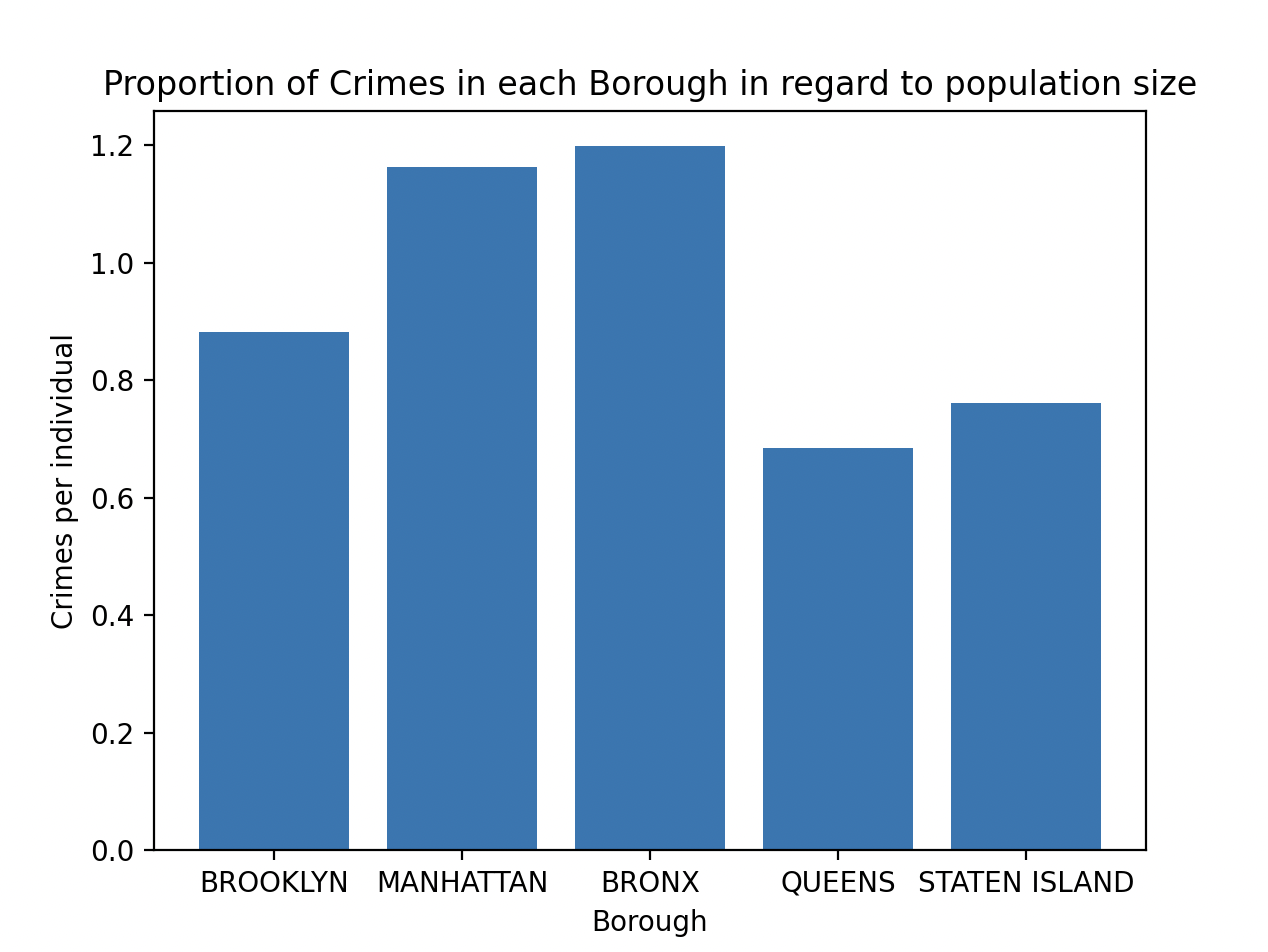 Proportion of Crimes in each Borough in regard to population size
1.2
1.0
0.8
0.6
0.4
0.2
0.0
Crimes per individual
BROOKLYN MANHATTAN BRONX QUEENS STATEN ISLAND
Borough